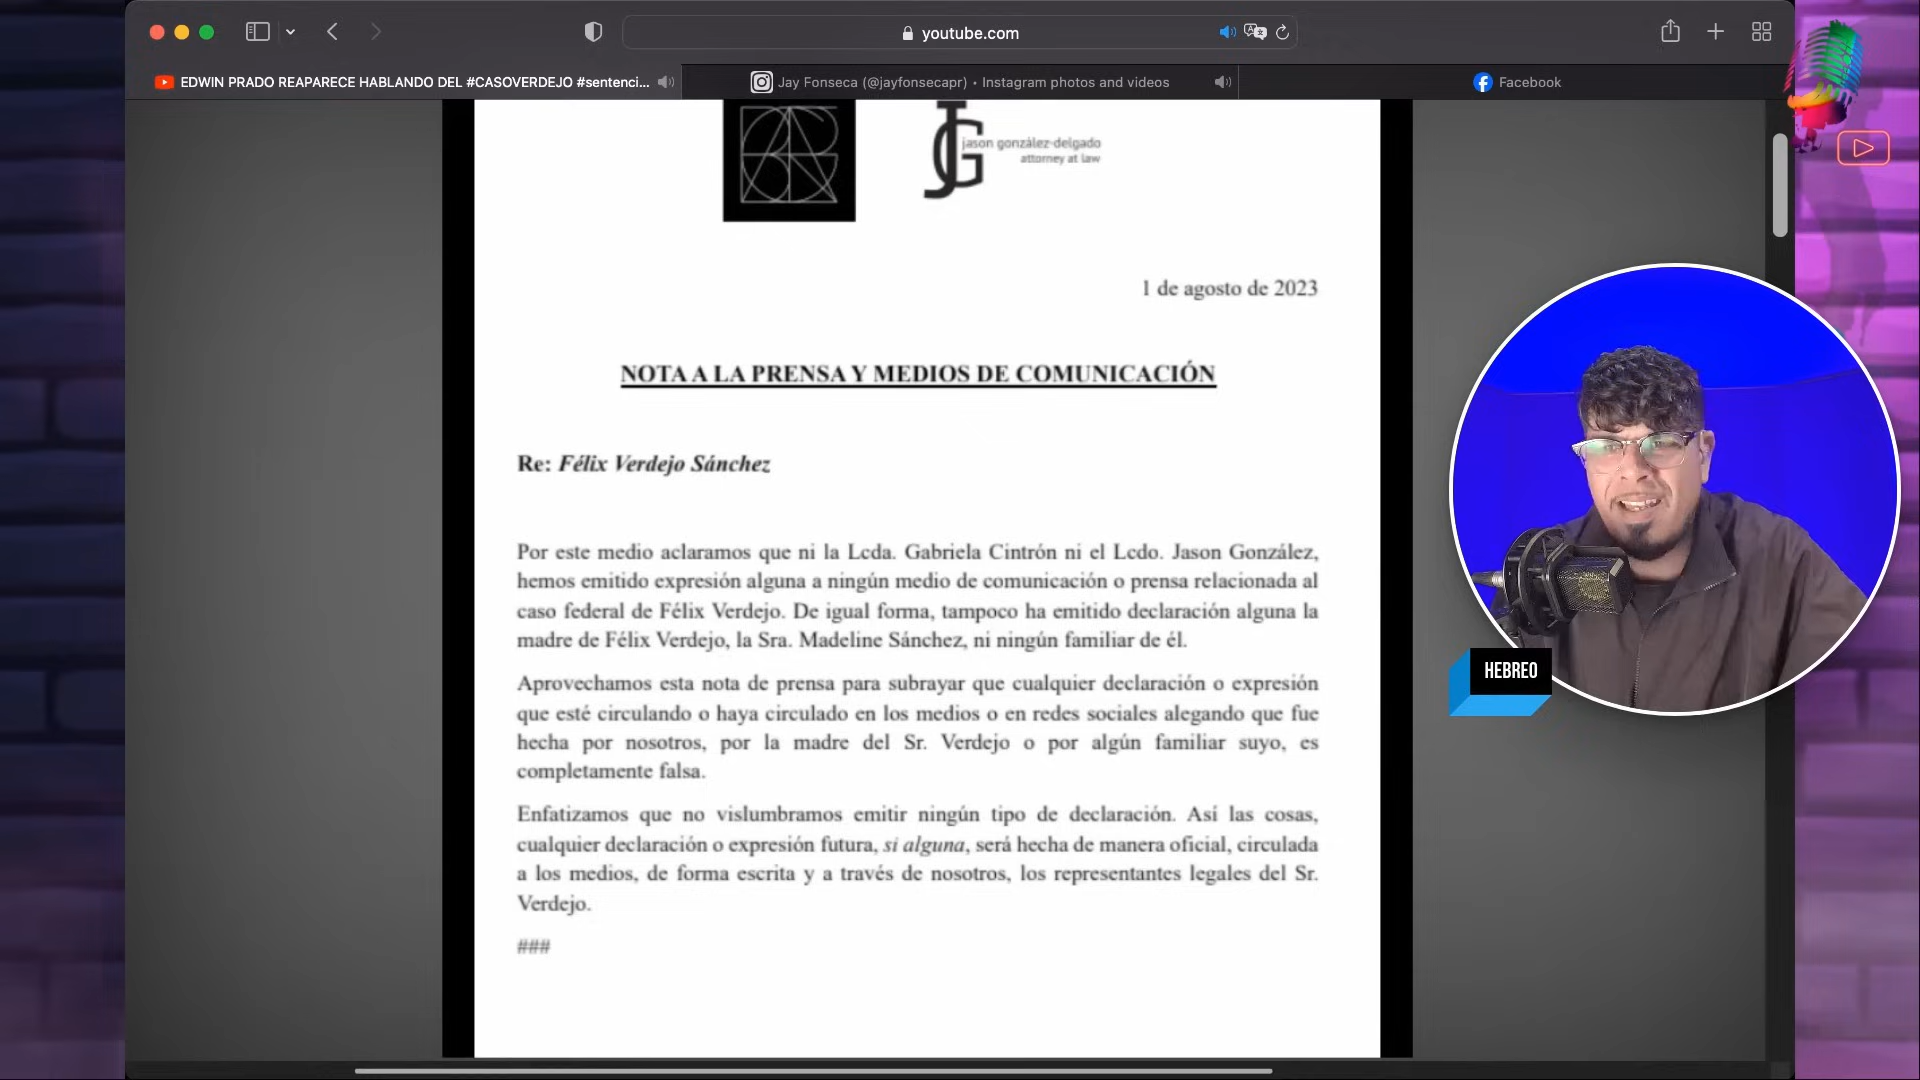 youtube.com
EDWIN PRADO REAPARECE HABLANDO DEL #CASOVERDEJO #sentenci...
Jay Fonseca (@jayfonsecapr) • Instagram photos and videos
Facebook
JG
jason gonzález-delgado
attorney at law
1 de agosto de 2023
NOTA A LA PRENSA Y MEDIOS DE COMUNICACIÓN
Re: Félix Verdejo Sánchez
Por este medio aclaramos que ni la Lcda. Gabriela Cintrón ni el Lcdo. Jason González,
hemos emitido expresión alguna a ningún medio de comunicación o prensa relacionada al
caso federal de Félix Verdejo. De igual forma, tampoco ha emitido declaración alguna la
madre de Félix Verdejo, la Sra. Madeline Sánchez, ni ningún familiar de él.
Aprovechamos esta nota de prensa para subrayar que cualquier declaración o expresión
que esté circulando o haya circulado en los medios o en redes sociales alegando que fue
hecha por nosotros, por la madre del Sr. Verdejo o por algún familiar suyo, es
completamente falsa.
Enfatizamos que no vislumbramos emitir ningún tipo de declaración. Así las cosas,
cualquier declaración o expresión futura, si alguna, será hecha de manera oficial, circulada
a los medios, de forma escrita y a través de nosotros, los representantes legales del Sr.
Verdejo.
###
HEBREO